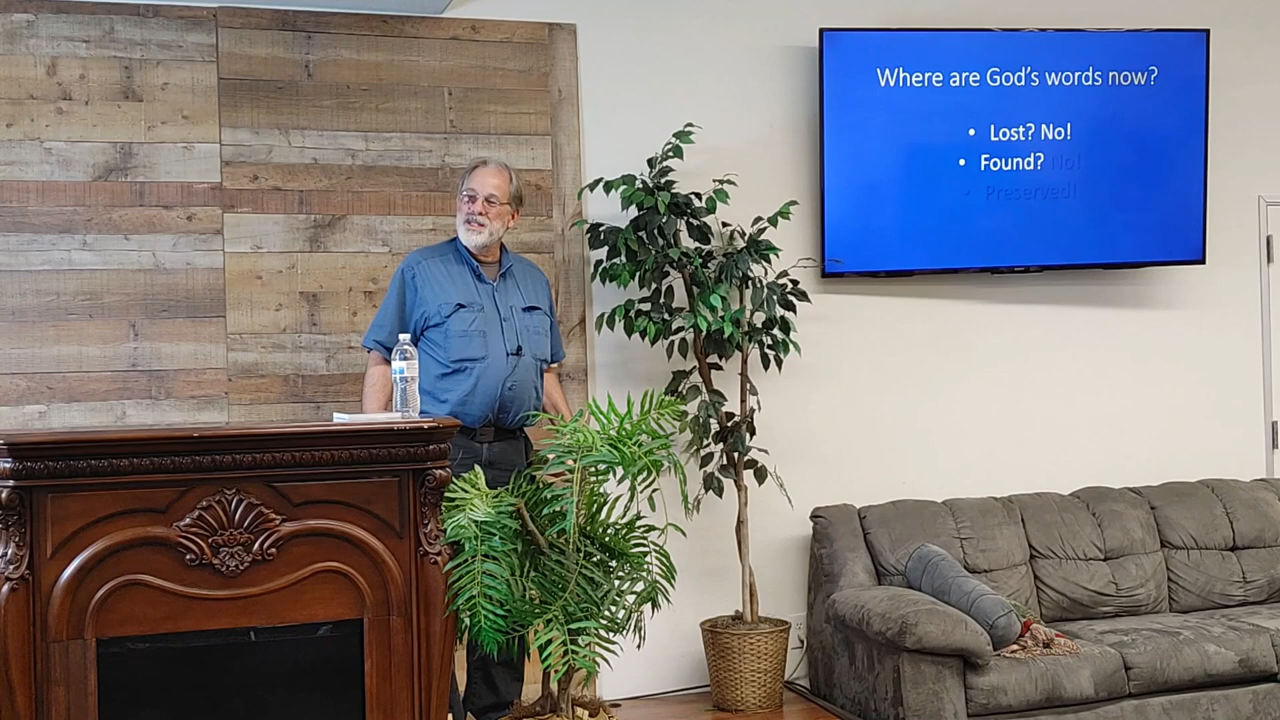 Where are God's words now?
• Lost? No!
• Found? No!
• Preserved!